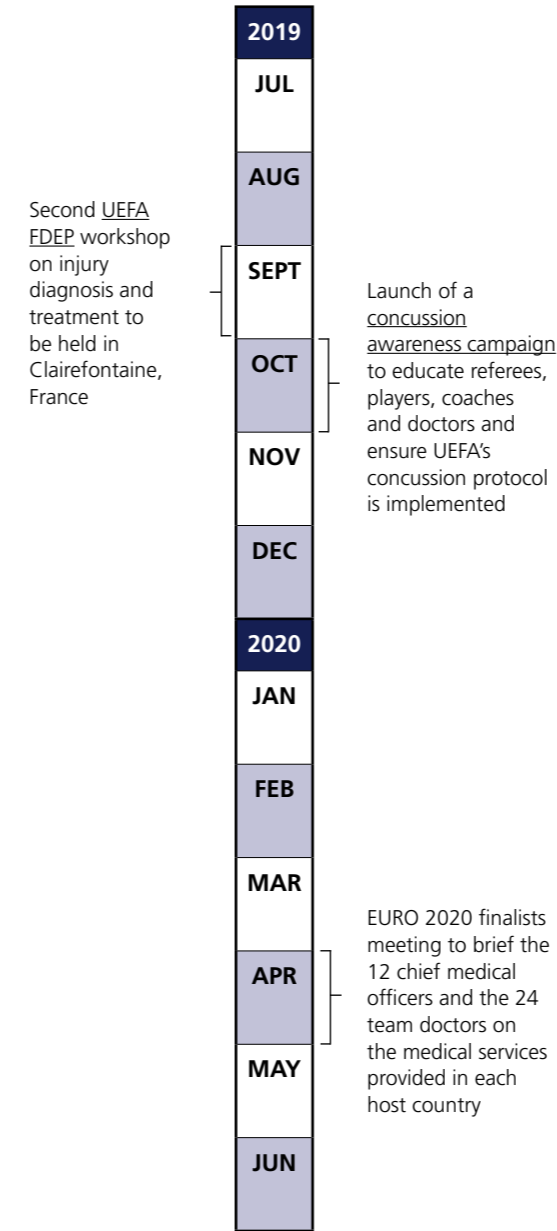 2019
JUL
AUG
Second UEFA
FDEP workshop
on injury
diagnosis and
treatment to
be held in
Clairefontaine,
France
SEPT
Launch of a
concussion
awareness campaign
to educate referees,
players, coaches
and doctors and
ensure UEFA’s
concussion protocol
is implemented
OCT
NOV
DEC
2020
JAN
FEB
MAR
EURO 2020 finalists
meeting to brief the
12 chief medical
officers and the 24
team doctors on
the medical services
provided in each
host country
APR
MAY
JUN